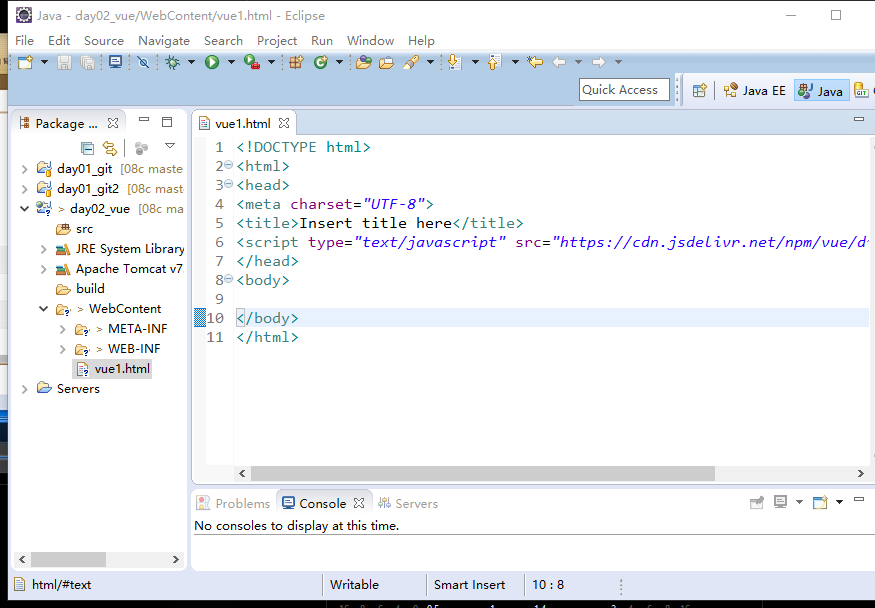 Java - day02_vue/WebContent/vue1.html - Eclipse
File Edit Source Navigate Search Project Run Window Help
Quick Access Java EE Java
Package ...
day01_git [08c maste
day01_git2 [08c mast
> day02_vue [08c ma
src
JRE System Library
Apache Tomcat v7.
build
> WebContent
> META-INF
> WEB-INF
vue1.html
Servers
vue1.html
1 <!DOCTYPE html>
2 <html>
3 <head>
4 <meta charset="UTF-8">
5 <title>Insert title here</title>
6 <script type="text/javascript" src="https://cdn.jsdelivr.net/npm/vue/di
7 </head>
8 <body>
9
10 </body>
11 </html>
Problems Console Servers
No consoles to display at this time.
html/#text Writable Smart Insert 10 : 8